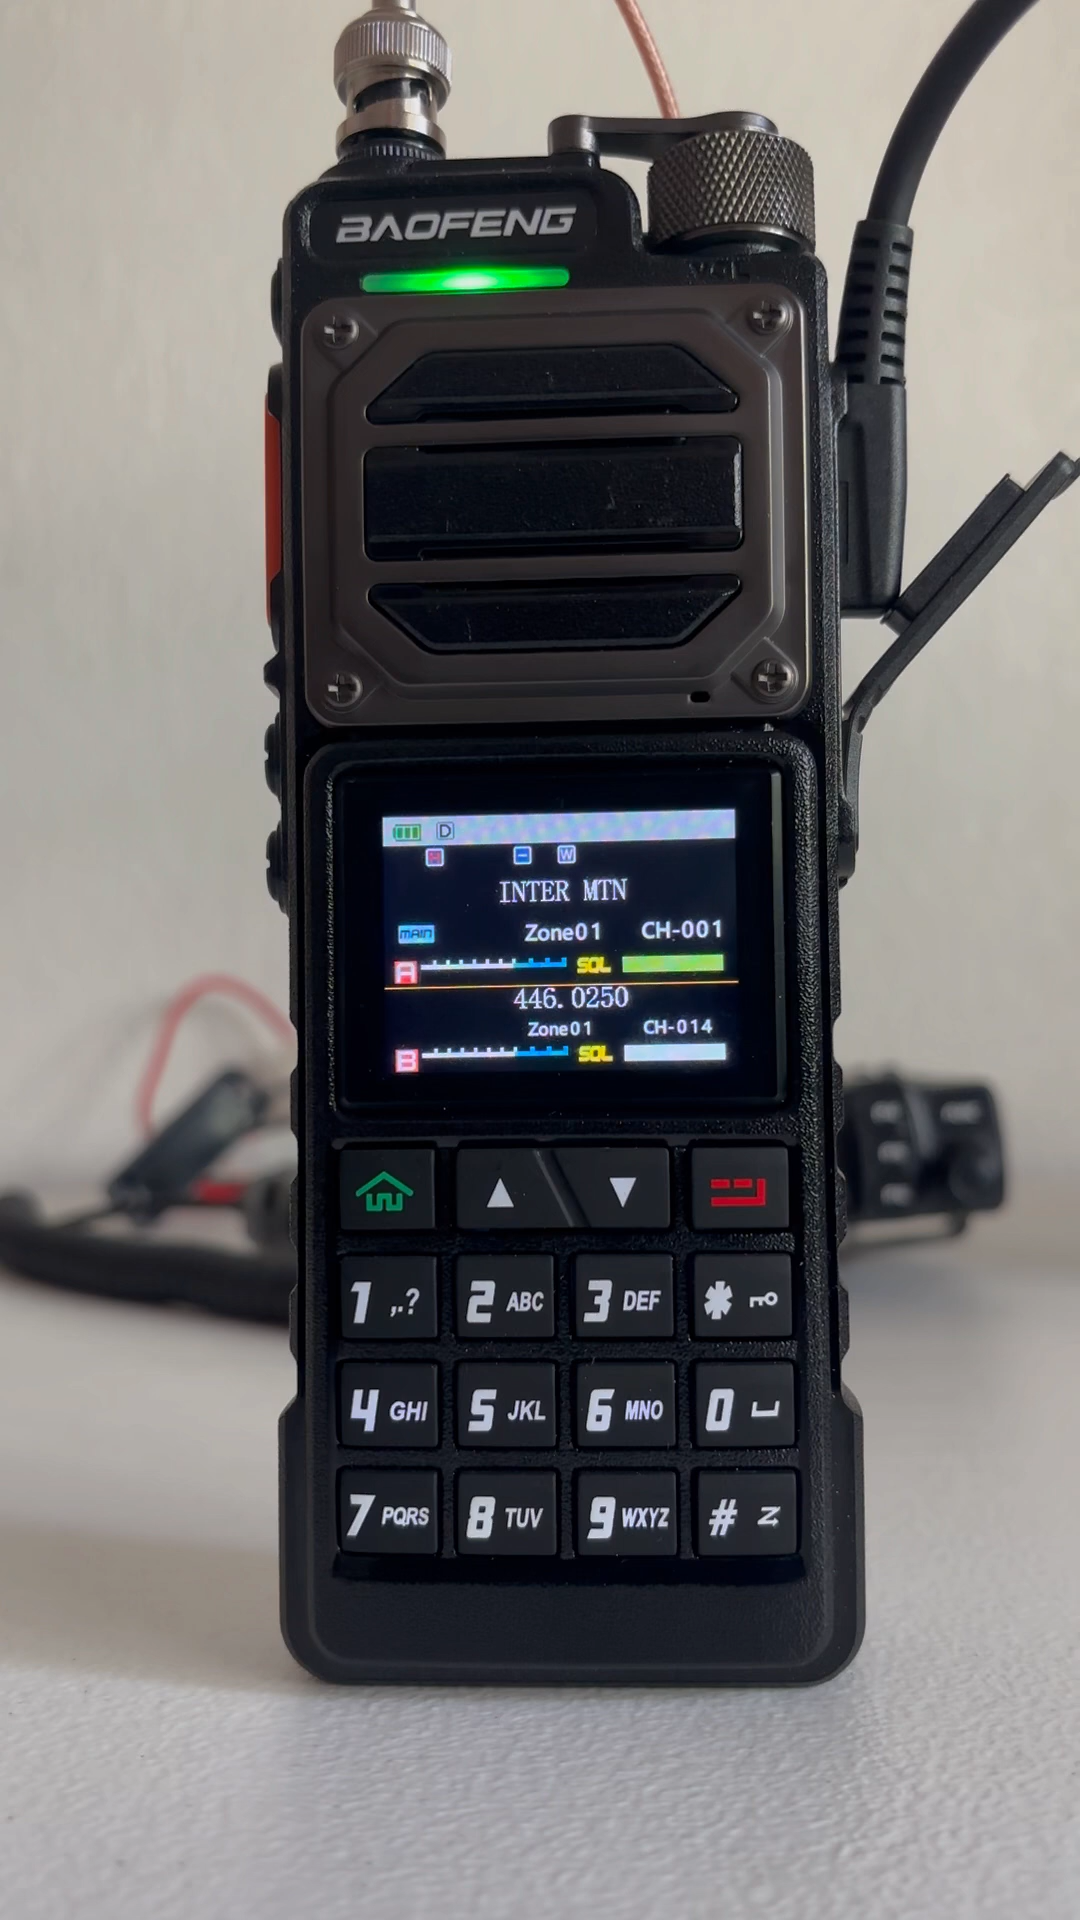 BAOFENG
D
W
INTER MTN
MAIN Zone01 CH-001
A SQL
446.0250
Zone01 CH-014
B SQL
1 ,.? 2 ABC 3 DEF *
4 GHI 5 JKL 6 MNO 0
7 PQRS 8 TUV 9 WXYZ #